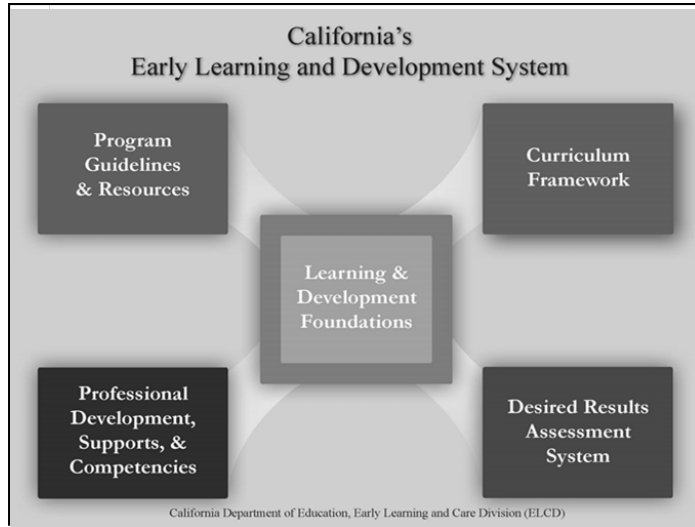 California's
Early Learning and Development System
Program
Guidelines
& Resources
Curriculum
Framework
Learning &
Development
Foundations
Professional
Development,
Supports, &
Competencies
Desired Results
Assessment
System
California Department of Education, Early Learning and Care Division (ELCD)